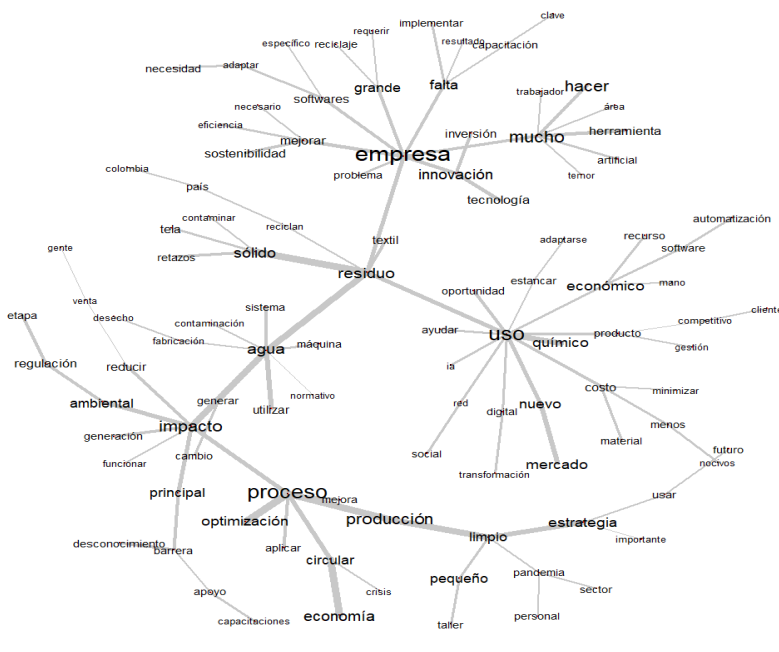 clave
implementar
requerir
específico reciclaje
resultado
capacitación
necesidad
adaptar
falta
grande
hacer
trabajador
softwares
área
necesario
eficiencia
inversión
mucho
herramienta
mejorar
sostenibilidad
empresa
artificial
problema
innovación
temor
colombia
país
tecnología
contaminar
automatización
tela
reciclan
gente
textil
adaptarse
recurso
software
retazos
sólido
residuo
estancar
económico
mano
oportunidad
venta
sistema
etapa
desecho
contaminación
cliente
competitivo
ayudar
uso
químico
producto
fabricación
agua
máquina
gestión
regulación
reducir
ia
costo
minimizar
normativo
ambiental
generar
utilizar
red
digital
nuevo
impacto
menos
generación
material
cambio
social
futuro
funcionar
mercado
nocivos
transformación
principal
proceso
mejora
usar
optimización
producción
estrategia
limpio
importante
desconocimiento
barrera
aplicar
circular
pequeño
pandemia
apoyo
crisis
sector
economía
personal
capacitaciones
taller